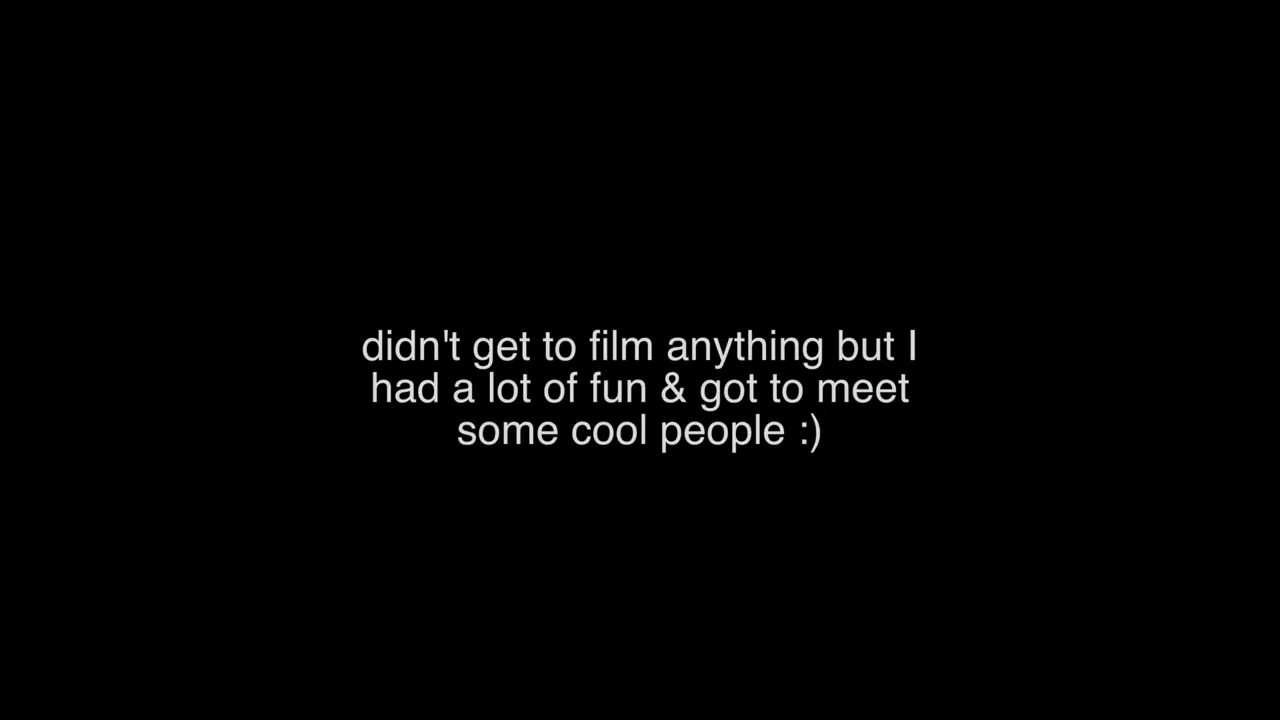 didn't get to film anything but I
had a lot of fun & got to meet
some cool people :)